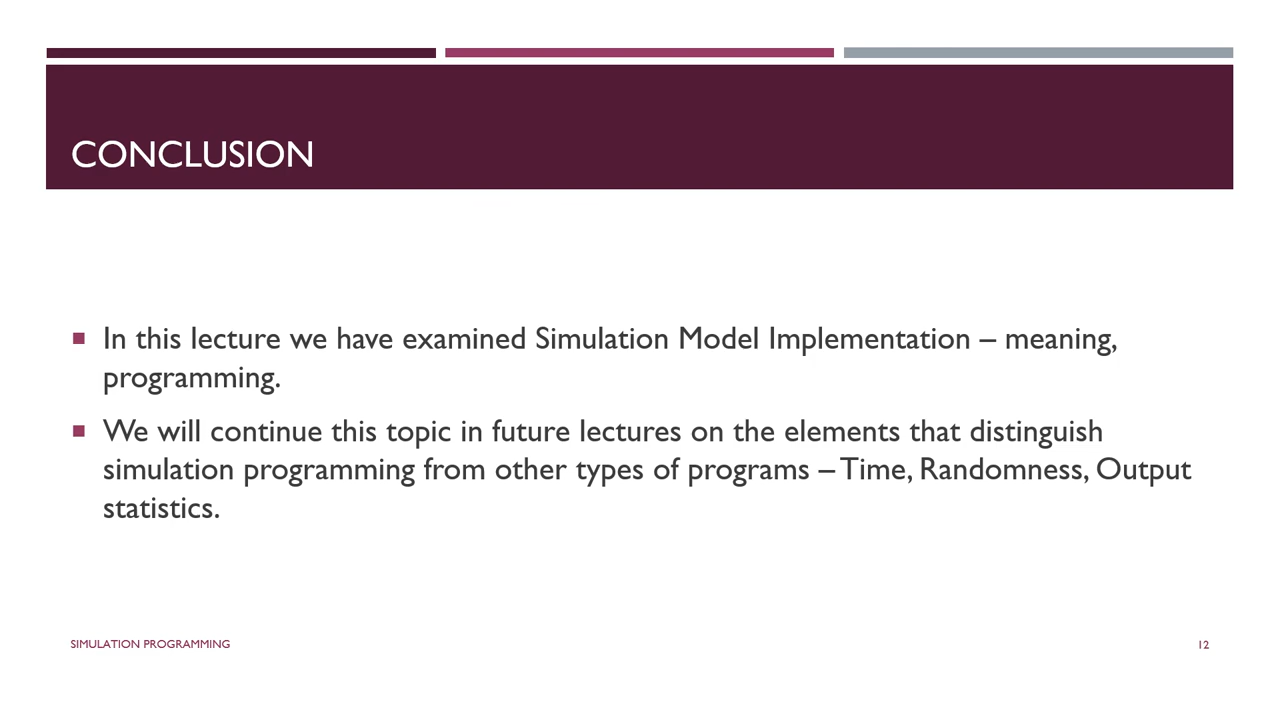 CONCLUSION
In this lecture we have examined Simulation Model Implementation – meaning,
programming.
We will continue this topic in future lectures on the elements that distinguish
simulation programming from other types of programs – Time, Randomness, Output
statistics.
SIMULATION PROGRAMMING
12